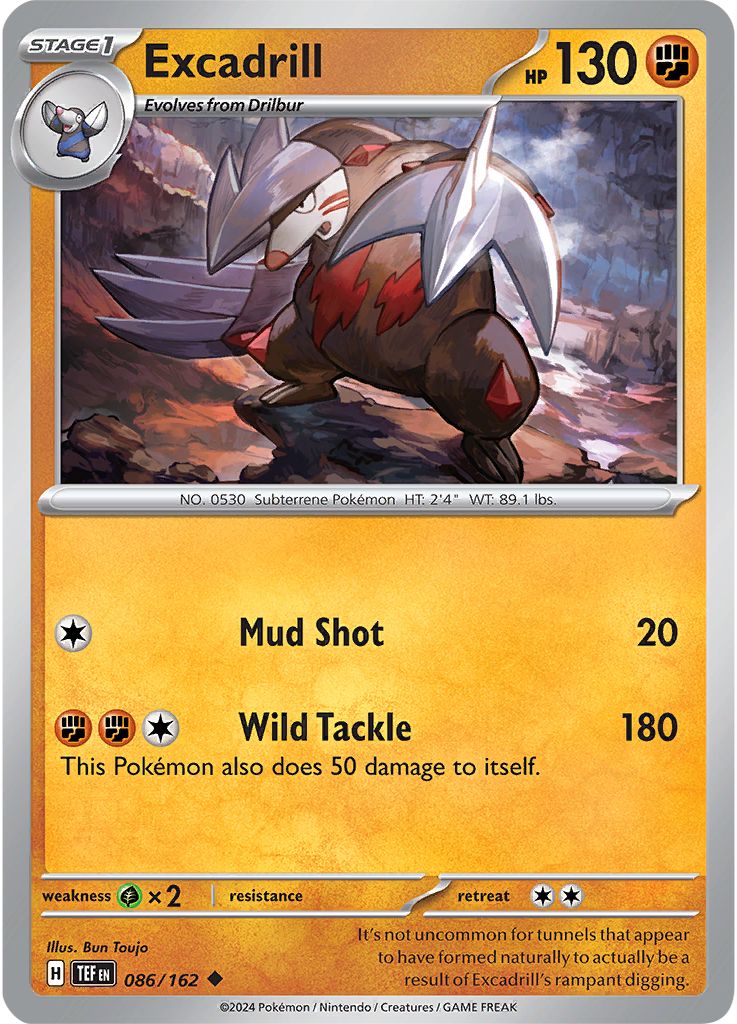 STAGE1
Excadrill
HP 130
Evolves from Drilbur
NO. 0530 Subterrene Pokémon HT: 2'4" WT: 89.1 lbs.
Mud Shot 20
Wild Tackle 180
This Pokémon also does 50 damage to itself.
weakness ×2 resistance retreat
Illus. Bun Toujo
H TEF EN 086/162
It's not uncommon for tunnels that appear
to have formed naturally to actually be a
result of Excadrill's rampant digging.
©2024 Pokémon / Nintendo / Creatures / GAME FREAK